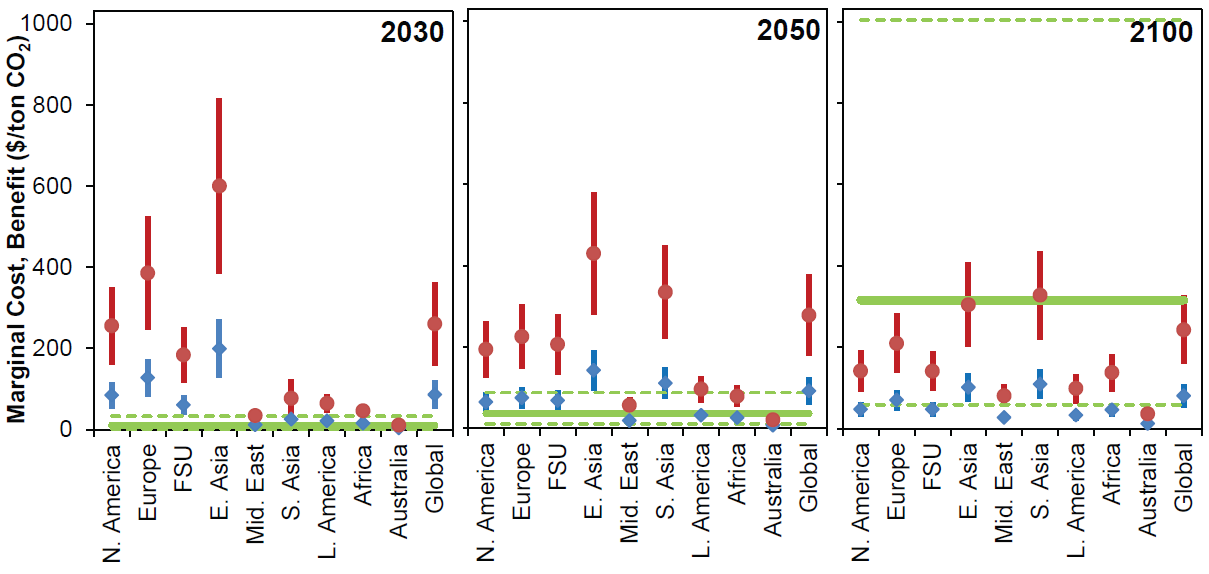 Marginal Cost, Benefit ($/ton CO2)
1000
800
600
400
200
0
2030
2050
2100
N. America
Europe
FSU
E. Asia
Mid. East
S. Asia
L. America
Africa
Australia
Global
N. America
Europe
FSU
E. Asia
Mid. East
S. Asia
L. America
Africa
Australia
Global
N. America
Europe
FSU
E. Asia
Mid. East
S. Asia
L. America
Africa
Australia
Global